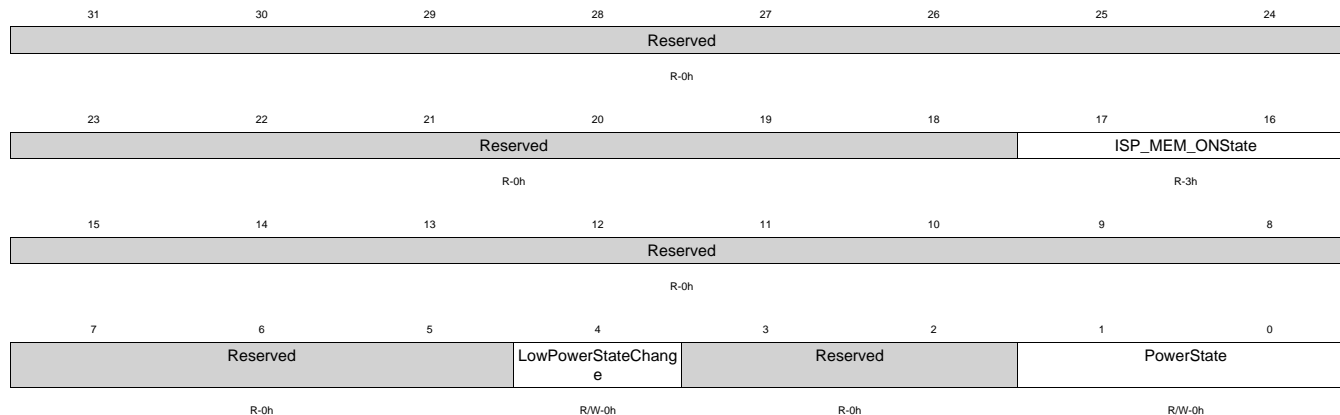 31 30 29 28 27 26 25 24
Reserved
R-0h
23 22 21 20 19 18 17 16
Reserved ISP_MEM_ONState
R-0h R-3h
15 14 13 12 11 10 9 8
Reserved
R-0h
7 6 5 4 3 2 1 0
Reserved LowPowerStateChang Reserved PowerState
e
R-0h R/W-0h R-0h R/W-0h